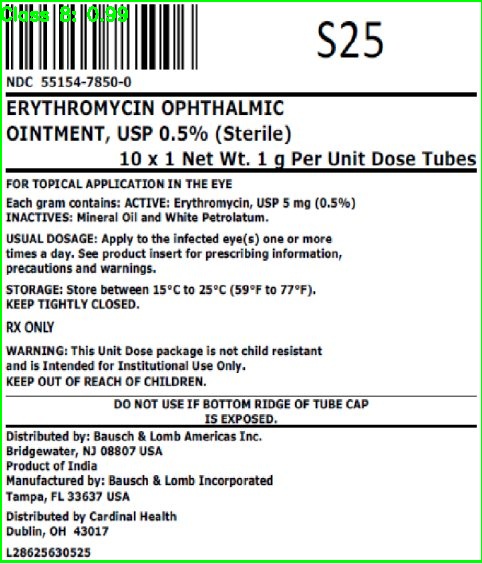 Class 8: 0.99
S25
NDC 55154-7850-0
ERYTHROMYCIN OPHTHALMIC
OINTMENT, USP 0.5% (Sterile)
10 x 1 Net Wt. 1 g Per Unit Dose Tubes
FOR TOPICAL APPLICATION IN THE EYE
Each gram contains: ACTIVE: Erythromycin, USP 5 mg (0.5%)
INACTIVES: Mineral Oil and White Petrolatum.
USUAL DOSAGE: Apply to the infected eye(s) one or more
times a day. See product insert for prescribing information,
precautions and warnings.
STORAGE: Store between 15°C to 25°C (59°F to 77°F).
KEEP TIGHTLY CLOSED.
RX ONLY
WARNING: This Unit Dose package is not child resistant
and is Intended for Institutional Use Only.
KEEP OUT OF REACH OF CHILDREN.
DO NOT USE IF BOTTOM RIDGE OF TUBE CAP
IS EXPOSED.
Distributed by: Bausch & Lomb Americas Inc.
Bridgewater, NJ 08807 USA
Product of India
Manufactured by: Bausch & Lomb Incorporated
Tampa, FL 33637 USA
Distributed by Cardinal Health
Dublin, OH 43017
L28625630525